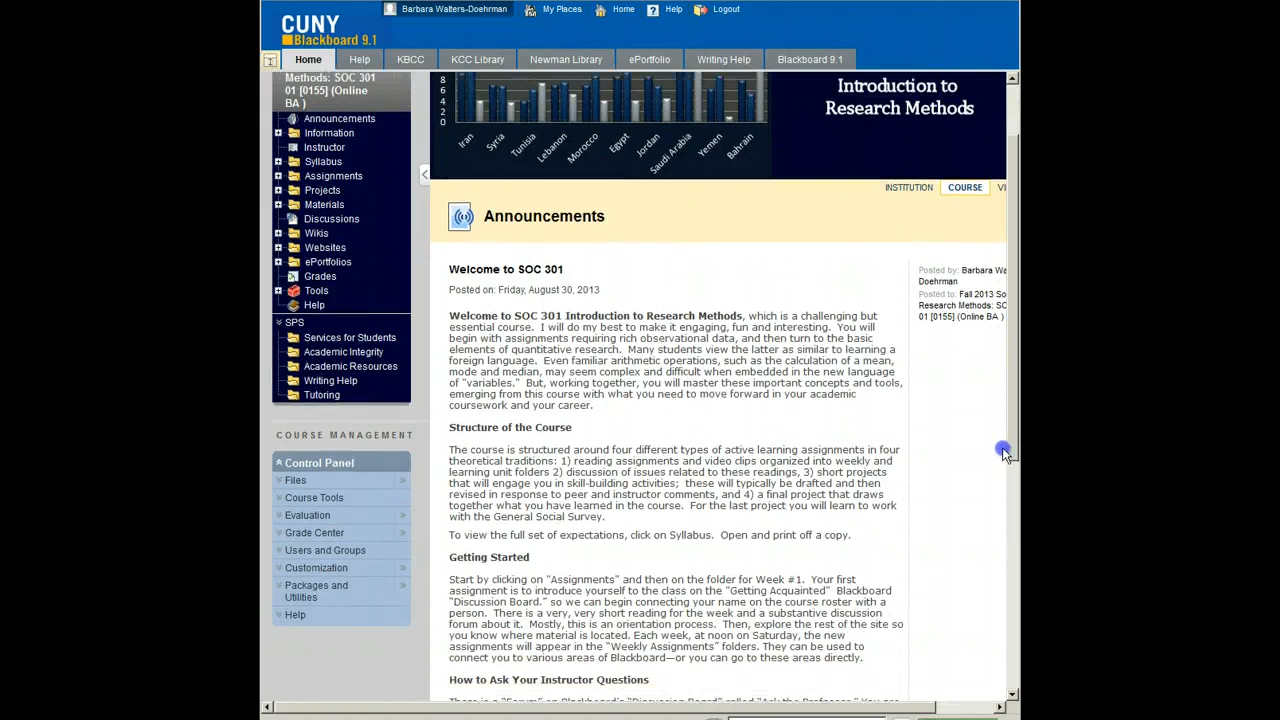 Barbara Walters-Doehrman My Places Home Help Logout
CUNY
Blackboard 9.1
Home Help KBCC KCC Library Newman Library ePortfolio Writing Help Blackboard 9.1
Methods: SOC 301
01 [0155] (Online
BA )
Announcements
Information
Instructor
Syllabus
Assignments
Projects
Materials
Discussions
Wikis
Websites
ePortfolios
Grades
Tools
Help
SPS
Services for Students
Academic Integrity
Academic Resources
Writing Help
Tutoring
COURSE MANAGEMENT
Control Panel
Files
Course Tools
Evaluation
Grade Center
Users and Groups
Customization
Packages and
Utilities
Help
8
6
4
2
0
Iran Syria Tunisia Lebanon Morocco Egypt Jordan Saudi Arabia Yemen Bahrain
Introduction to
Research Methods
INSTITUTION COURSE VI
Announcements
Welcome to SOC 301
Posted on: Friday, August 30, 2013
Welcome to SOC 301 Introduction to Research Methods, which is a challenging but
essential course. I will do my best to make it engaging, fun and interesting. You will
begin with assignments requiring rich observational data, and then turn to the basic
elements of quantitative research. Many students view the latter as similar to learning a
foreign language. Even familiar arithmetic operations, such as the calculation of a mean,
mode and median, may seem complex and difficult when embedded in the new language
of "variables." But, working together, you will master these important concepts and tools,
emerging from this course with what you need to move forward in your academic
coursework and your career.
Structure of the Course
The course is structured around four different types of active learning assignments in four
theoretical traditions: 1) reading assignments and video clips organized into weekly and
learning unit folders 2) discussion of issues related to these readings, 3) short projects
that will engage you in skill-building activities; these will typically be drafted and then
revised in response to peer and instructor comments, and 4) a final project that draws
together what you have learned in the course. For the last project you will learn to work
with the General Social Survey.
To view the full set of expectations, click on Syllabus. Open and print off a copy.
Getting Started
Start by clicking on "Assignments" and then on the folder for Week #1. Your first
assignment is to introduce yourself to the class on the "Getting Acquainted" Blackboard
"Discussion Board." so we can begin connecting your name on the course roster with a
person. There is a very, very short reading for the week and a substantive discussion
forum about it. Mostly, this is an orientation process. Then, explore the rest of the site so
you know where material is located. Each week, at noon on Saturday, the new
assignments will appear in the "Weekly Assignments" folders. They can be used to
connect you to various areas of Blackboard—or you can go to these areas directly.
How to Ask Your Instructor Questions
There is a "Forum" on Blackboard's "Discussion Board" called "Ask the Professor." You are
Posted by: Barbara Wa
Doehrman
Posted to: Fall 2013 So
Research Methods: SO
01 [0155] (Online BA )